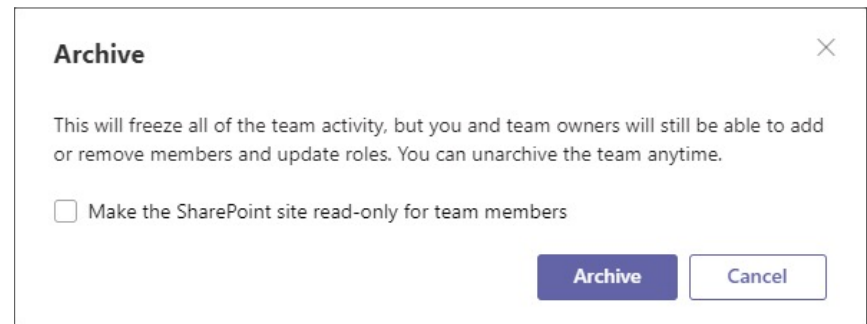 Archive
This will freeze all of the team activity, but you and team owners will still be able to add
or remove members and update roles. You can unarchive the team anytime.
Make the SharePoint site read-only for team members
Archive Cancel